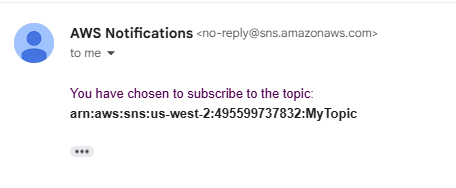 AWS Notifications <no-reply@sns.amazonaws.com>
to me
You have chosen to subscribe to the topic:
arn:aws:sns:us-west-2:495599737832:MyTopic